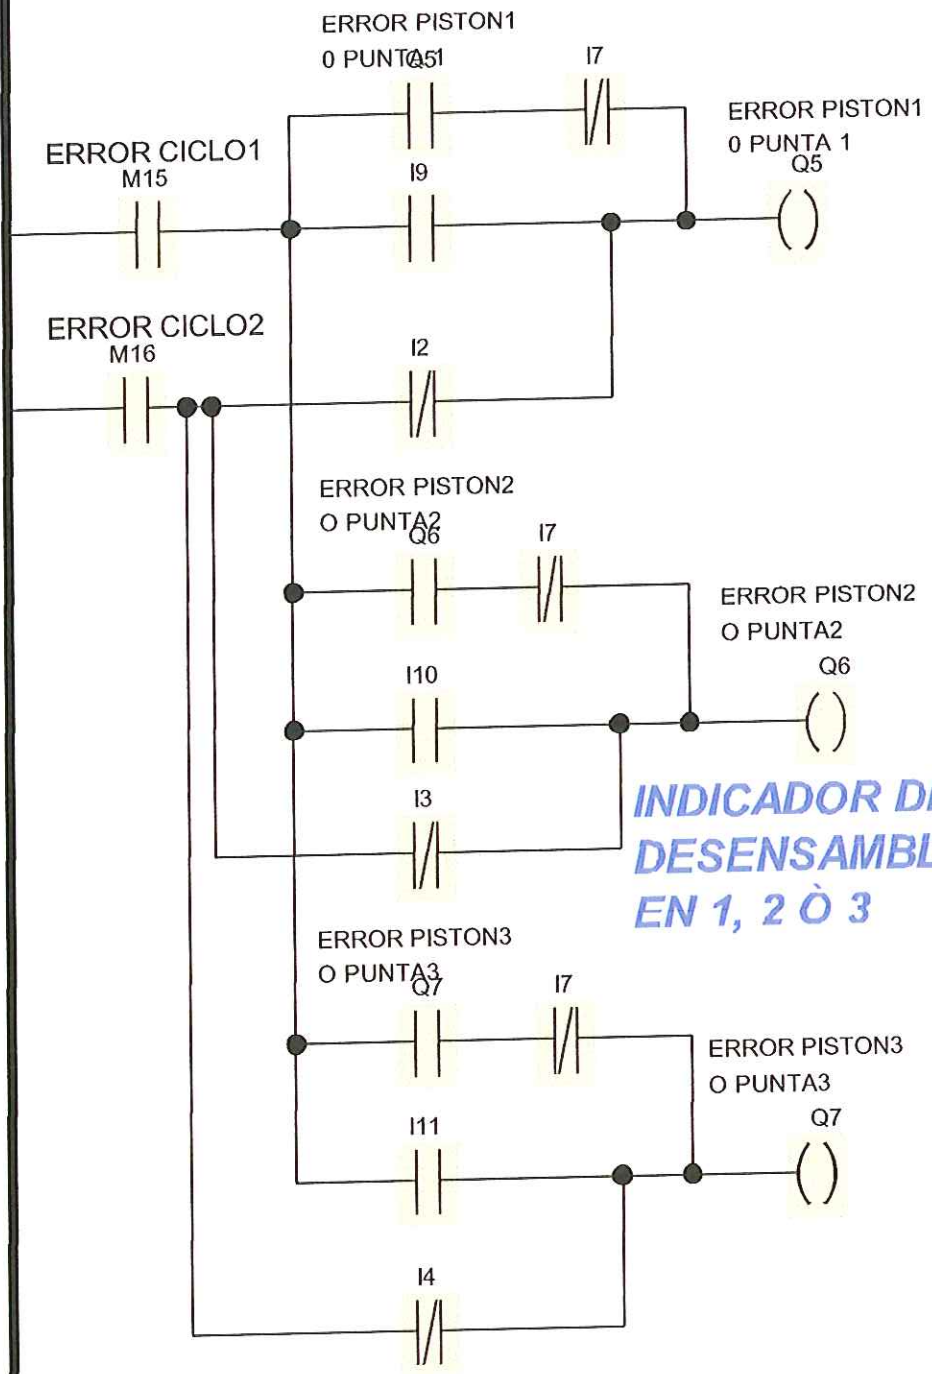 ERROR PISTON1
0 PUNTA 1
Q5
I7
ERROR PISTON1
0 PUNTA 1
Q5
ERROR CICLO1
M15
I9
ERROR CICLO2
M16
I2
ERROR PISTON2
O PUNTA2
Q6
I7
ERROR PISTON2
O PUNTA2
Q6
I10
I3
INDICADOR
DESENSAMBL
EN 1, 2 Ò 3
ERROR PISTON3
O PUNTA3
Q7
I7
ERROR PISTON3
O PUNTA3
Q7
I11
I4